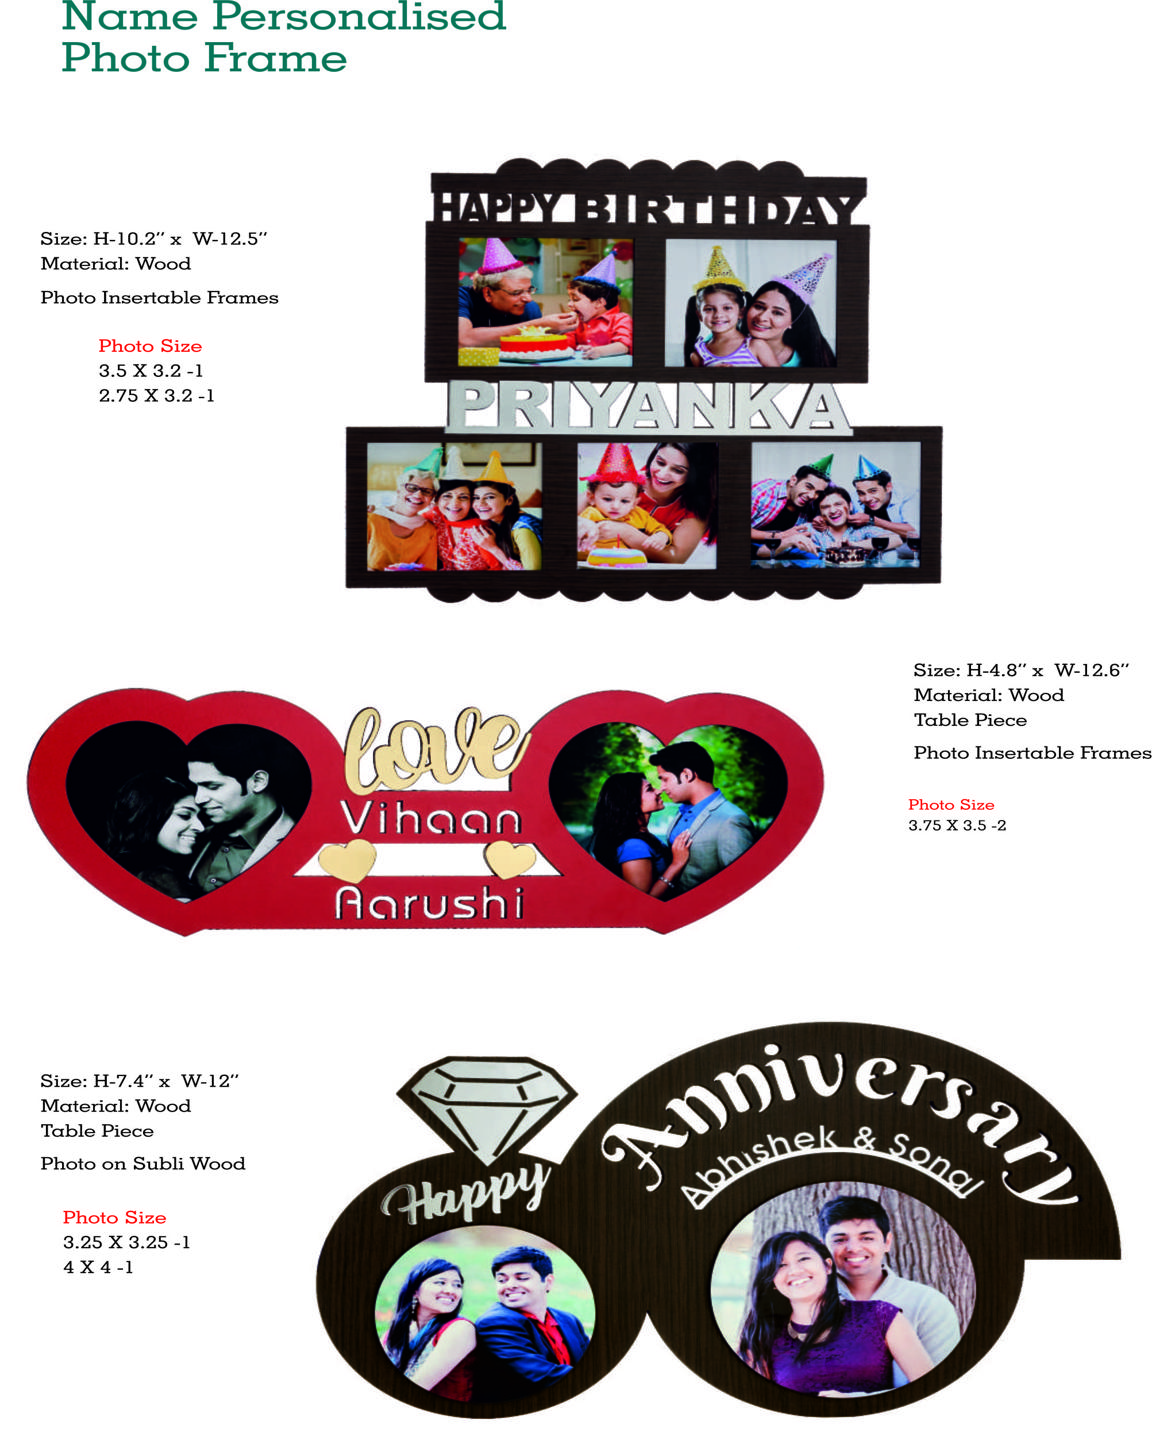 Name Personalised
Photo Frame
HAPPY BIRTHDAY
PRIYANKA
Size: H-10.2” x W-12.5”
Material: Wood
Photo Insertable Frames
Photo Size
3.5 X 3.2 -1
2.75 X 3.2 -1
love
Vihaan
Aarushi
Size: H-4.8” x W-12.6”
Material: Wood
Table Piece
Photo Insertable Frames
Photo Size
3.75 X 3.5 -2
Size: H-7.4” x W-12”
Material: Wood
Table Piece
Photo on Subli Wood
Photo Size
3.25 X 3.25 -1
4 X 4 -1
Happy
Anniversary
Abhishek & Sonal